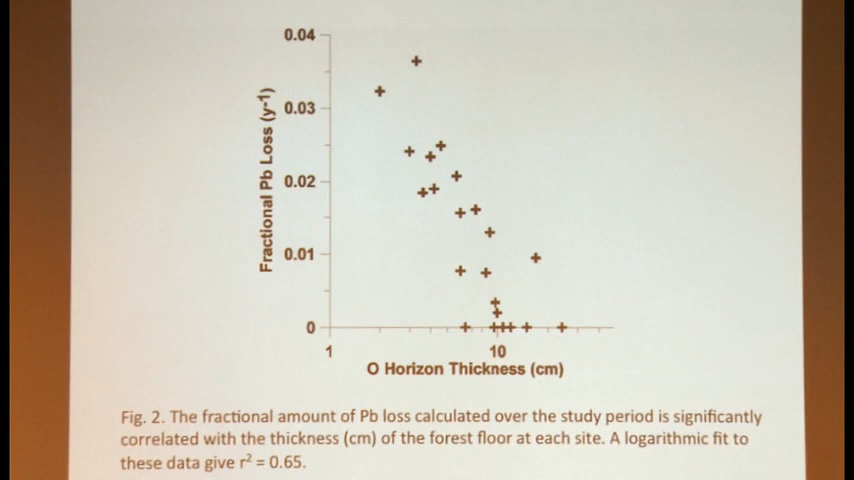 0.04
0.03
0.02
0.01
0
Fractional Pb Loss (y-1)
1
10
O Horizon Thickness (cm)
Fig. 2. The fractional amount of Pb loss calculated over the study period is significantly
correlated with the thickness (cm) of the forest floor at each site. A logarithmic fit to
these data give r² = 0.65.